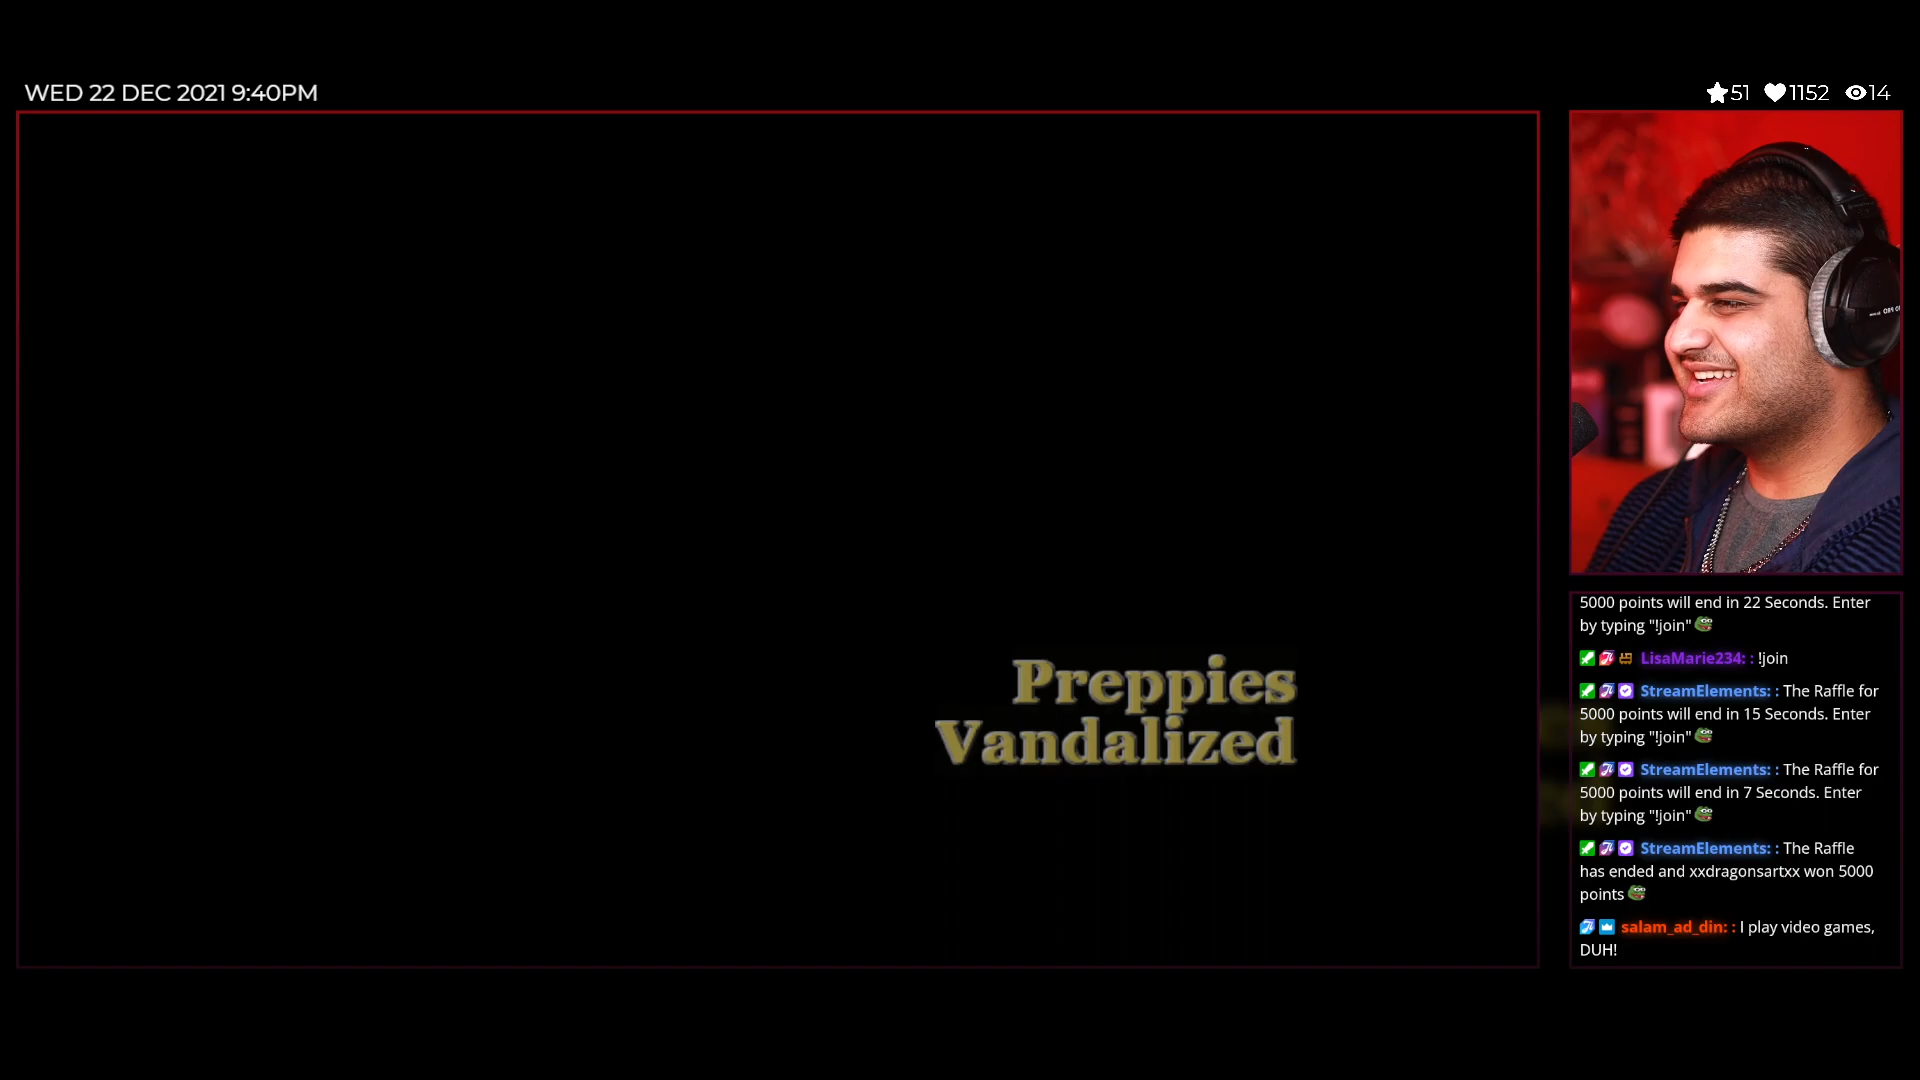 WED 22 DEC 2021 9:40PM
51 1152 14
Preppies
Vandalized
5000 points will end in 22 Seconds. Enter
by typing "!join"
LisaMarie234: : !join
StreamElements: : The Raffle for
5000 points will end in 15 Seconds. Enter
by typing "!join"
StreamElements: : The Raffle for
5000 points will end in 7 Seconds. Enter
by typing "!join"
StreamElements: : The Raffle
has ended and xxdragonsartxx won 5000
points
salam_ad_din: : I play video games,
DUH!